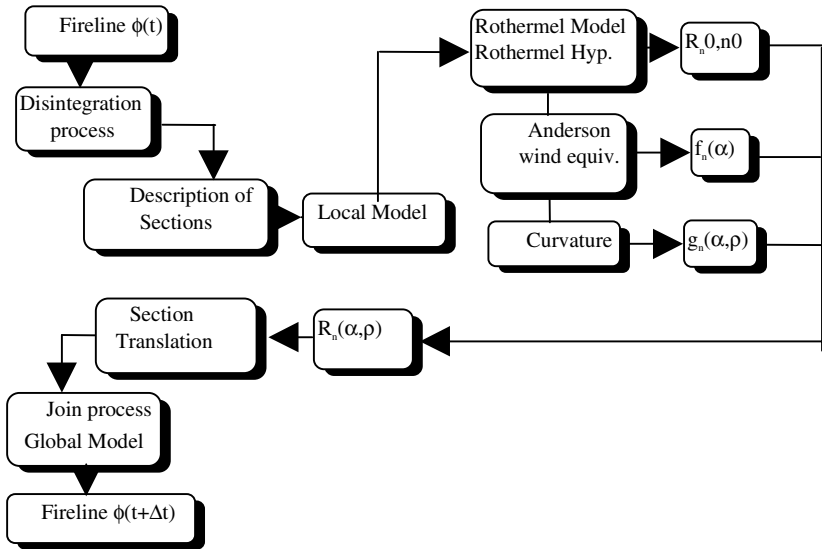 Fireline ϕ(t)
Disintegration
process
Description of
Sections
Local Model
Rothermel Model
Rothermel Hyp.
Rₙ0,n0
Anderson
wind equiv.
fₙ(α)
Curvature
gₙ(α,ρ)
Rₙ(α,ρ)
Section
Translation
Join process
Global Model
Fireline ϕ(t+Δt)